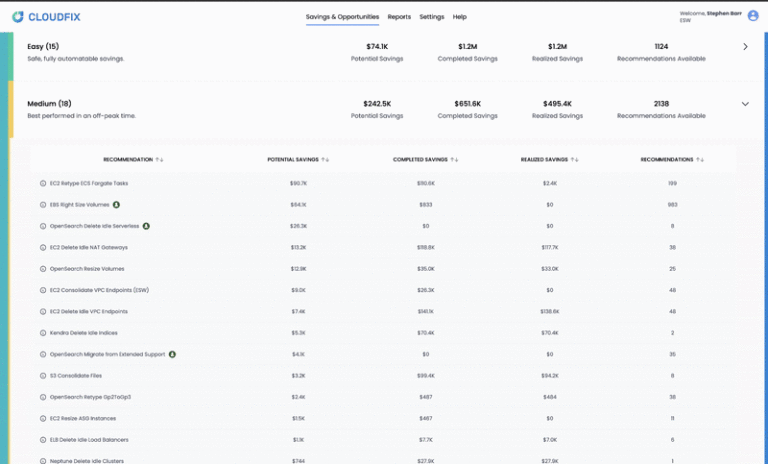 CLOUDFIX
Savings & Opportunities Reports Settings Help
Welcome, Stephen Barr
ESW
Easy (15) $74.1K $1.2M $1.2M 1124
Safe, fully automatable savings. Potential Savings Completed Savings Realized Savings Recommendations Available
Medium (18) $242.5K $651.6K $495.4K 2138
Best performed in an off-peak time. Potential Savings Completed Savings Realized Savings Recommendations Available
RECOMMENDATION ↑↓ POTENTIAL SAVINGS ↑↓ COMPLETED SAVINGS ↑↓ REALIZED SAVINGS ↑↓ RECOMMENDATIONS ↑↓
EC2 Retype ECS Fargate Tasks $90.7K $110.6K $2.4K 199
EBS Right Size Volumes $64.1K $933 $0 983
OpenSearch Delete Idle Serverless $26.3K $0 $0 8
EC2 Delete Idle NAT Gateways $13.2K $118.8K $117.7K 38
OpenSearch Resize Volumes $12.9K $35.0K $33.0K 25
EC2 Consolidate VPC Endpoints (ESW) $9.0K $26.3K $0 48
EC2 Delete Idle VPC Endpoints $7.4K $141.1K $138.6K 48
Kendra Delete Idle Indices $5.3K $70.4K $70.4K 2
OpenSearch Migrate from Extended Support $4.1K $0 $0 35
S3 Consolidate Files $3.2K $99.4K $94.2K 8
OpenSearch Retype Gp2ToGp3 $2.4K $487 $484 38
EC2 Resize ASG Instances $1.5K $467 $0 11
ELB Delete Idle Load Balancers $1.1K $7.7K $7.0K 6
Neptune Delete Idle Clusters $744 $27.9K $27.9K 1